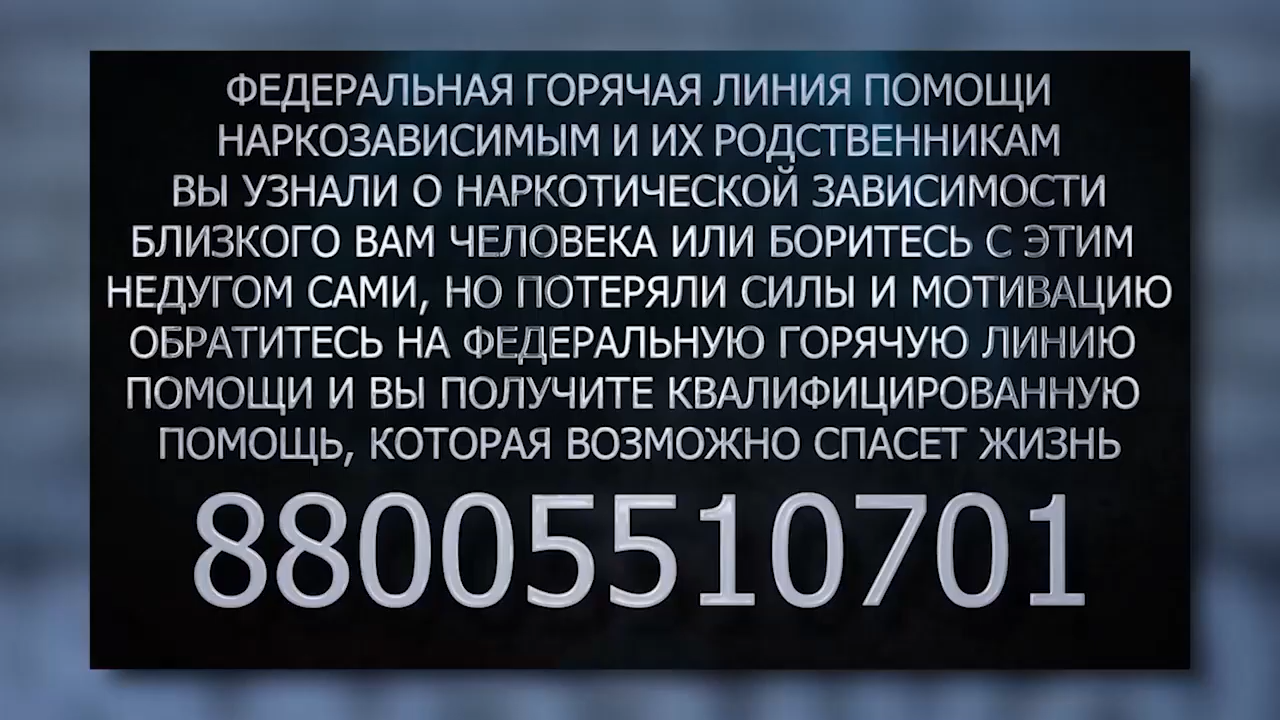 ФЕДЕРАЛЬНАЯ ГОРЯЧАЯ ЛИНИЯ ПОМОЩИ
НАРКОЗАВИСИМЫМ И ИХ РОДСТВЕННИКАМ
ВЫ УЗНАЛИ О НАРКОТИЧЕСКОЙ ЗАВИСИМОСТИ
БЛИЗКОГО ВАМ ЧЕЛОВЕКА ИЛИ БОРИТЕСЬ С ЭТИМ
НЕДУГОМ САМИ, НО ПОТЕРЯЛИ СИЛЫ И МОТИВАЦИЮ
ОБРАТИТЕСЬ НА ФЕДЕРАЛЬНУЮ ГОРЯЧУЮ ЛИНИЮ
ПОМОЩИ И ВЫ ПОЛУЧИТЕ КВАЛИФИЦИРОВАННУЮ
ПОМОЩЬ, КОТОРАЯ ВОЗМОЖНО СПАСЕТ ЖИЗНЬ
88005510701